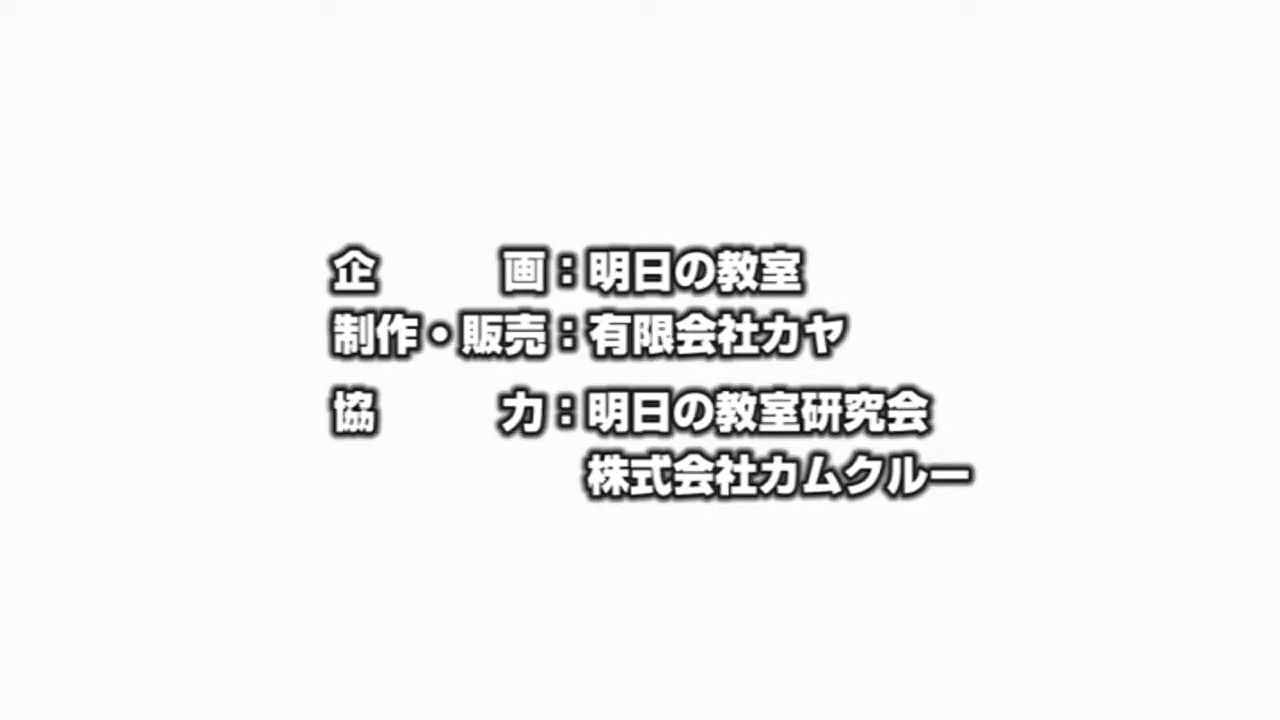 企　　　画：明日の教室
制作・販売：有限会社カヤ
協　　　力：明日の教室研究会
株式会社カムクルー